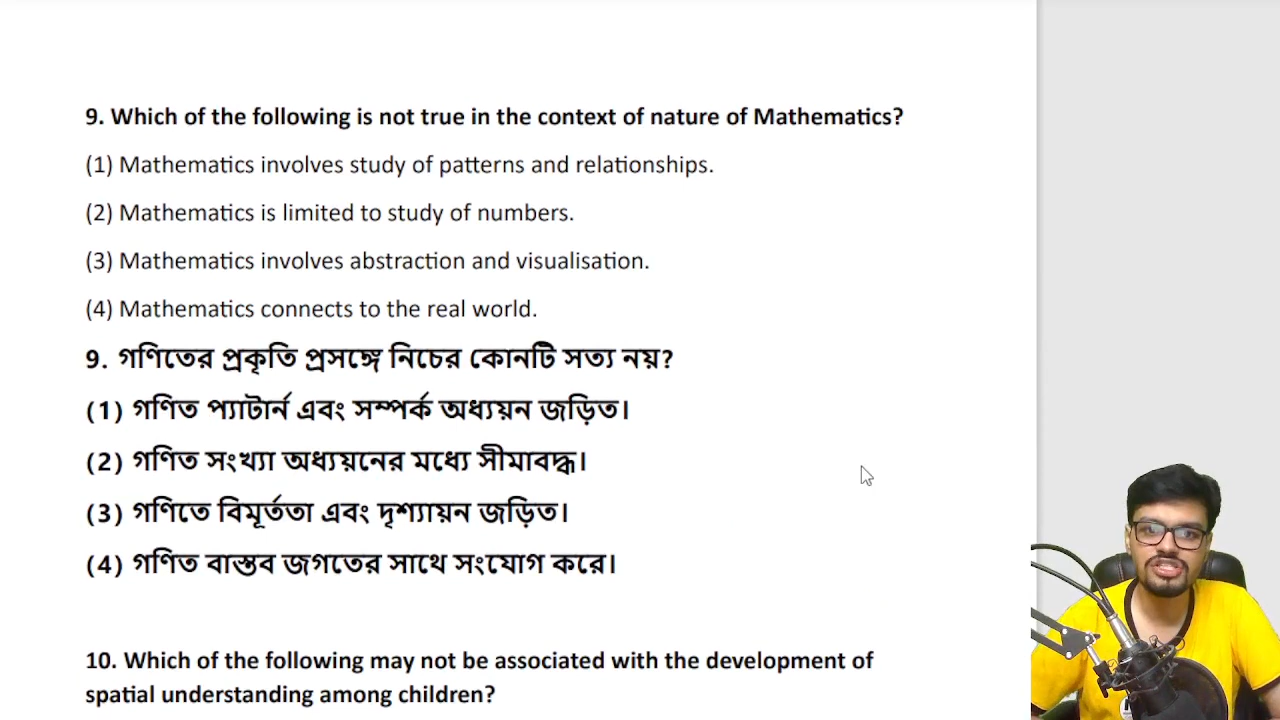 9. Which of the following is not true in the context of nature of Mathematics?
(1) Mathematics involves study of patterns and relationships.
(2) Mathematics is limited to study of numbers.
(3) Mathematics involves abstraction and visualisation.
(4) Mathematics connects to the real world.
9. গণিতের প্রকৃতি প্রসঙ্গে নিচের কোনটি সত্য নয়?
(1) গণিত প্যাটার্ন এবং সম্পর্ক অধ্যয়ন জড়িত।
(2) গণিত সংখ্যা অধ্যয়নের মধ্যে সীমাবদ্ধ।
(3) গণিতে বিমূর্ততা এবং দৃশ্যায়ন জড়িত।
(4) গণিত বাস্তব জগতের সাথে সংযোগ করে।
10. Which of the following may not be associated with the development of
spatial understanding among children?